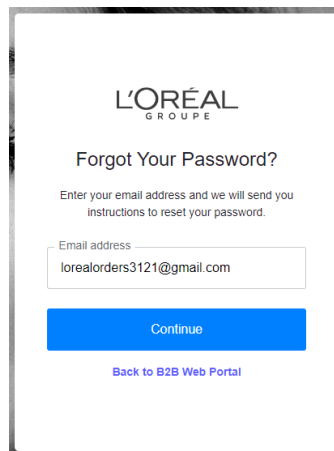 L'ORÉAL
GROUPE
Forgot Your Password?
Enter your email address and we will send you
instructions to reset your password.
Email address
lorealorders3121@gmail.com
Continue
Back to B2B Web Portal